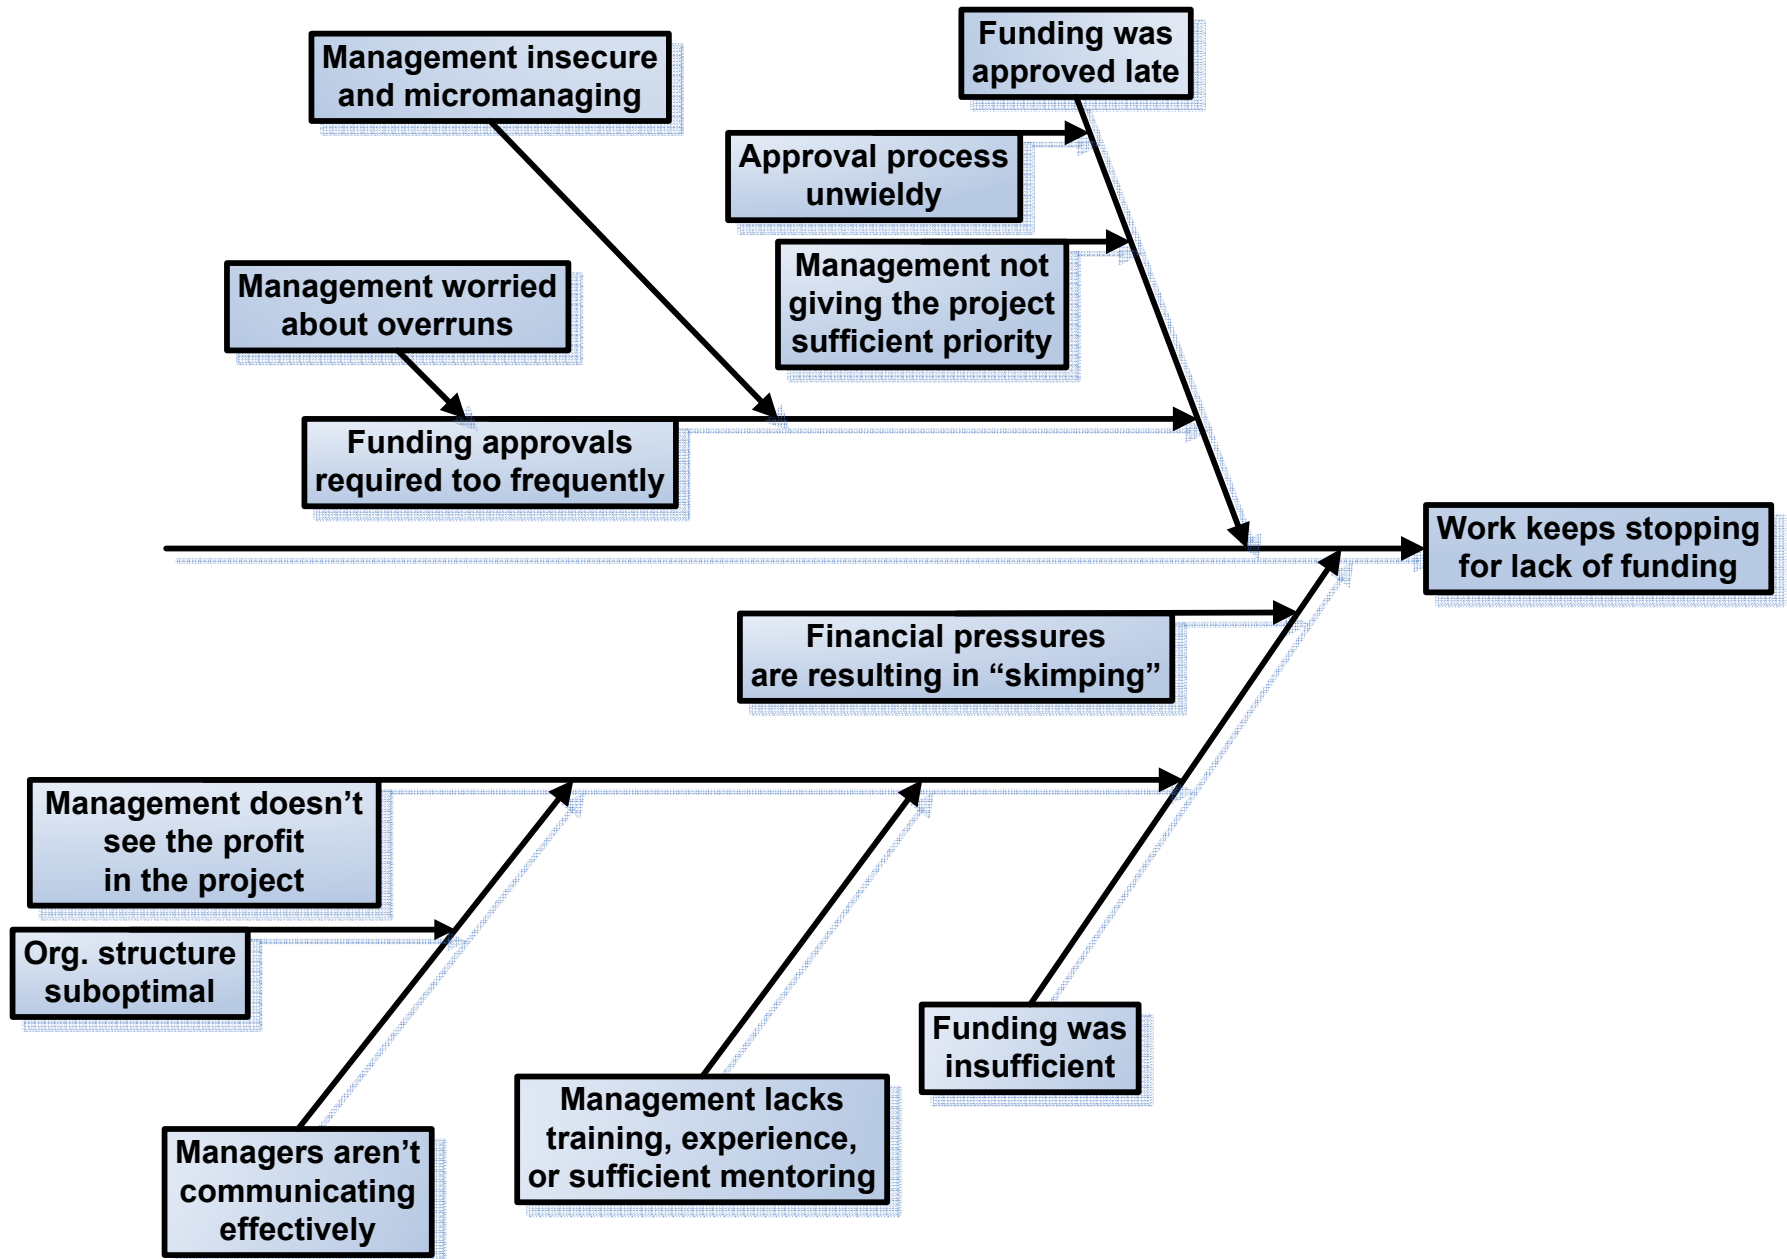 Management insecure
and micromanaging
Funding was
approved late
Approval process
unwieldy
Management not
giving the project
sufficient priority
Management worried
about overruns
Funding approvals
required too frequently
Work keeps stopping
for lack of funding
Financial pressures
are resulting in “skimping”
Management doesn’t
see the profit
in the project
Org. structure
suboptimal
Funding was
insufficient
Management lacks
training, experience,
or sufficient mentoring
Managers aren’t
communicating
effectively